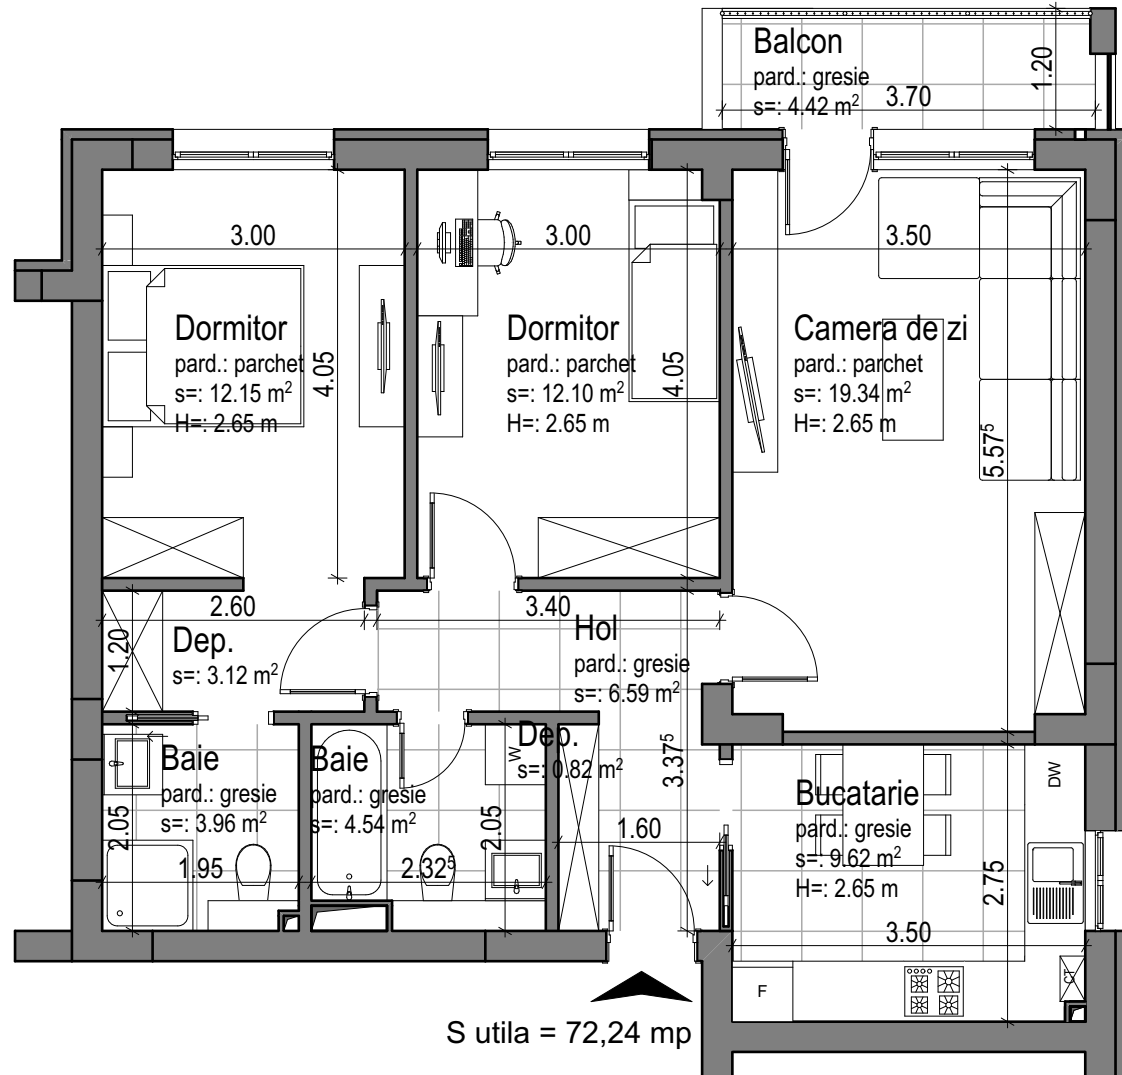 Balcon
pard.: gresie
s=: 4.42 m²
3.70
1.20
3.00
3.00
3.50
Dormitor
pard.: parchet
s=: 12.15 m²
H=: 2.65 m
4.05
Dormitor
pard.: parchet
s=: 12.10 m²
H=: 2.65 m
4.05
Camera de zi
pard.: parchet
s=: 19.34 m²
H=: 2.65 m
5.57⁵
2.60
1.20
Dep.
s=: 3.12 m²
3.40
Hol
pard.: gresie
s=: 6.59 m²
3.37⁵
Baie
pard.: gresie
s=: 3.96 m²
2.05
1.95
Baie
pard.: gresie
s=: 4.54 m²
2.05
2.32⁵
W
Dep.
s=: 0.82 m²
1.60
Bucatarie
pard.: gresie
s=: 9.62 m²
H=: 2.65 m
DW
2.75
3.50
F
CT
S utila = 72,24 mp